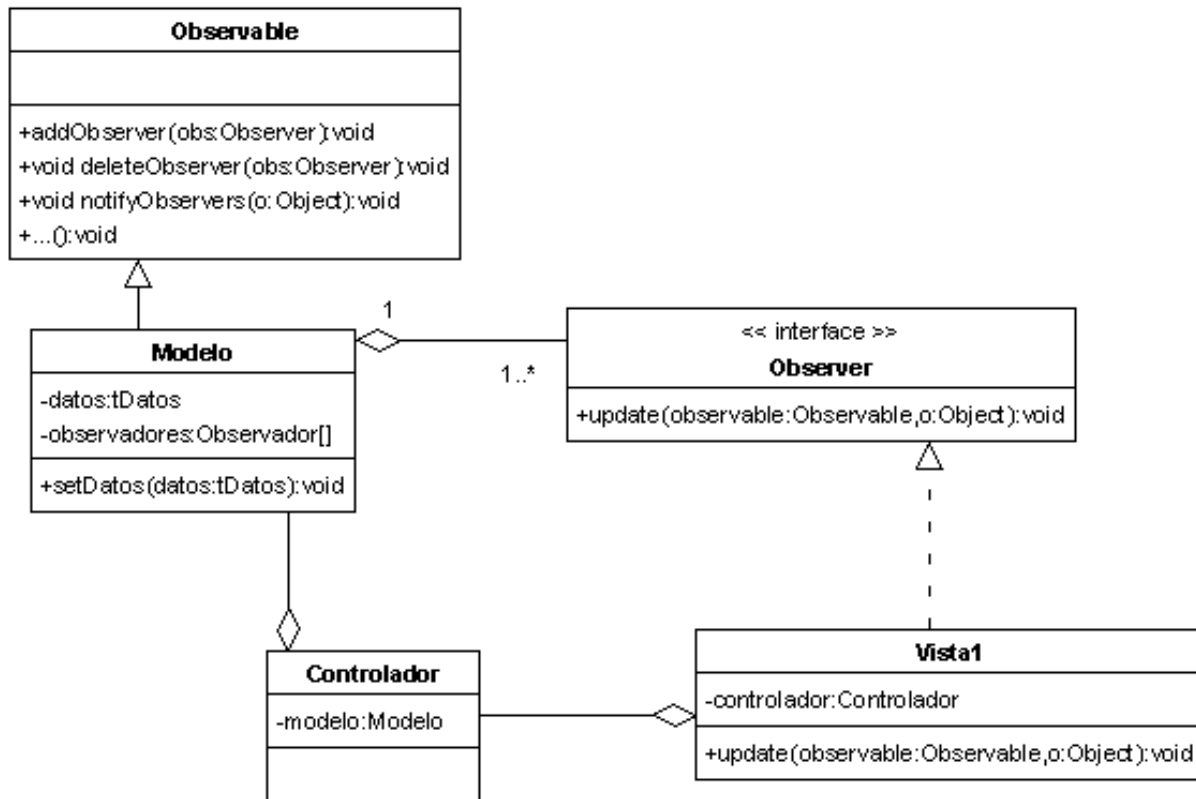 Observable
+addObserver(obs:Observer):void
+void deleteObserver(obs:Observer):void
+void notifyObservers(o:Object):void
+...():void
1
1..*
Modelo
-datos:tDatos
-observadores:Observador[]
+setDatos(datos:tDatos):void
<< interface >>
Observer
+update(observable:Observable,o:Object):void
Controlador
-modelo:Modelo
Vista1
-controlador:Controlador
+update(observable:Observable,o:Object):void